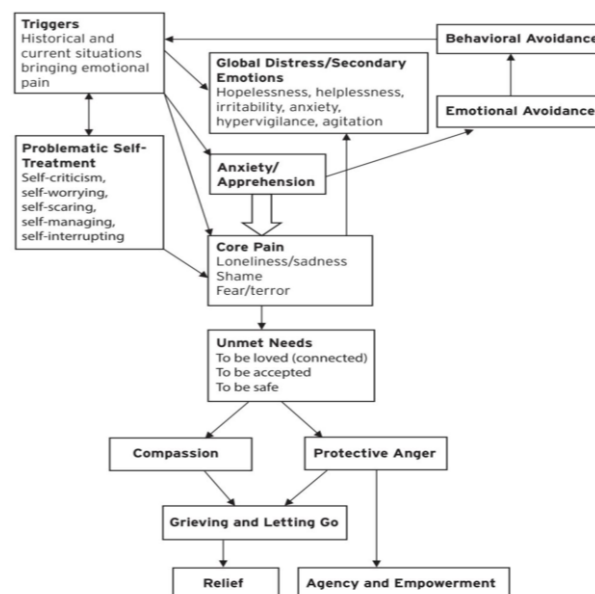 Triggers
Historical and
current situations
bringing emotional
pain
Global Distress/Secondary
Emotions
Hopelessness, helplessness,
irritability, anxiety,
hypervigilance, agitation
Behavioral Avoidance
Emotional Avoidance
Problematic Self-
Treatment
Self-criticism,
self-worrying,
self-scaring,
self-managing,
self-interrupting
Anxiety/
Apprehension
Core Pain
Loneliness/sadness
Shame
Fear/terror
Unmet Needs
To be loved (connected)
To be accepted
To be safe
Compassion
Protective Anger
Grieving and Letting Go
Relief
Agency and Empowerment